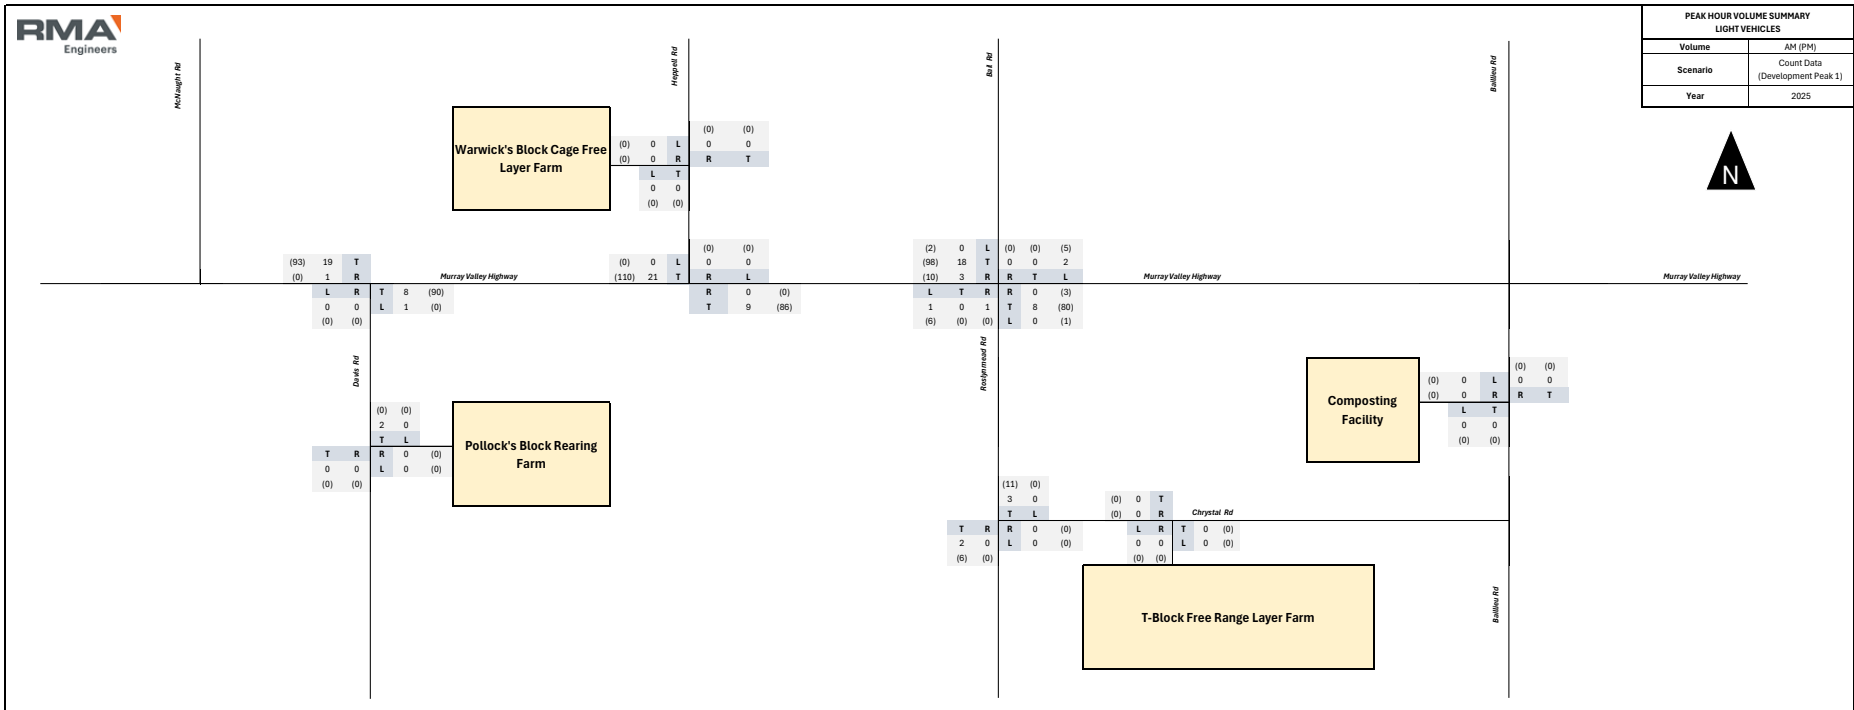 RMA
Engineers
PEAK HOUR VOLUME SUMMARY
LIGHT VEHICLES
Volume AM (PM)
Scenario Count Data
(Development Peak 1)
Year 2025
McNaught Rd
Heppell Rd
Ball Rd
Baillieu Rd
N
Warwick's Block Cage Free
Layer Farm
(0) (0)
(0) 0 L 0 0
(0) 0 R R T
L T
0 0
(0) (0)
(93) 19 T
(0) 1 R
Murray Valley Highway
L R T 8 (90)
0 0 L 1 (0)
(0) (0)
(0) (0)
(0) 0 L 0 0
(110) 21 T R L
R 0 (0)
T 9 (86)
(2) 0 L (0) (0) (5)
(98) 18 T 0 0 2
(10) 3 R R T L
Murray Valley Highway
Murray Valley Highway
L T R R 0 (3)
1 0 1 T 8 (80)
(6) (0) (0) L 0 (1)
Davis Rd
Roslynmead Rd
(0) (0)
(0) 0 L 0 0
(0) 0 R R T
L T
0 0
(0) (0)
Composting
Facility
(0) (0)
2 0
T L
T R R 0 (0)
0 0 L 0 (0)
(0) (0)
Pollock's Block Rearing
Farm
(11) (0)
3 0
T L
T R R 0 (0)
2 0 L 0 (0)
(6) (0)
(0) 0 T
(0) 0 R
Chrystal Rd
L R T 0 (0)
0 0 L 0 (0)
(0) (0)
T-Block Free Range Layer Farm
Baillieu Rd